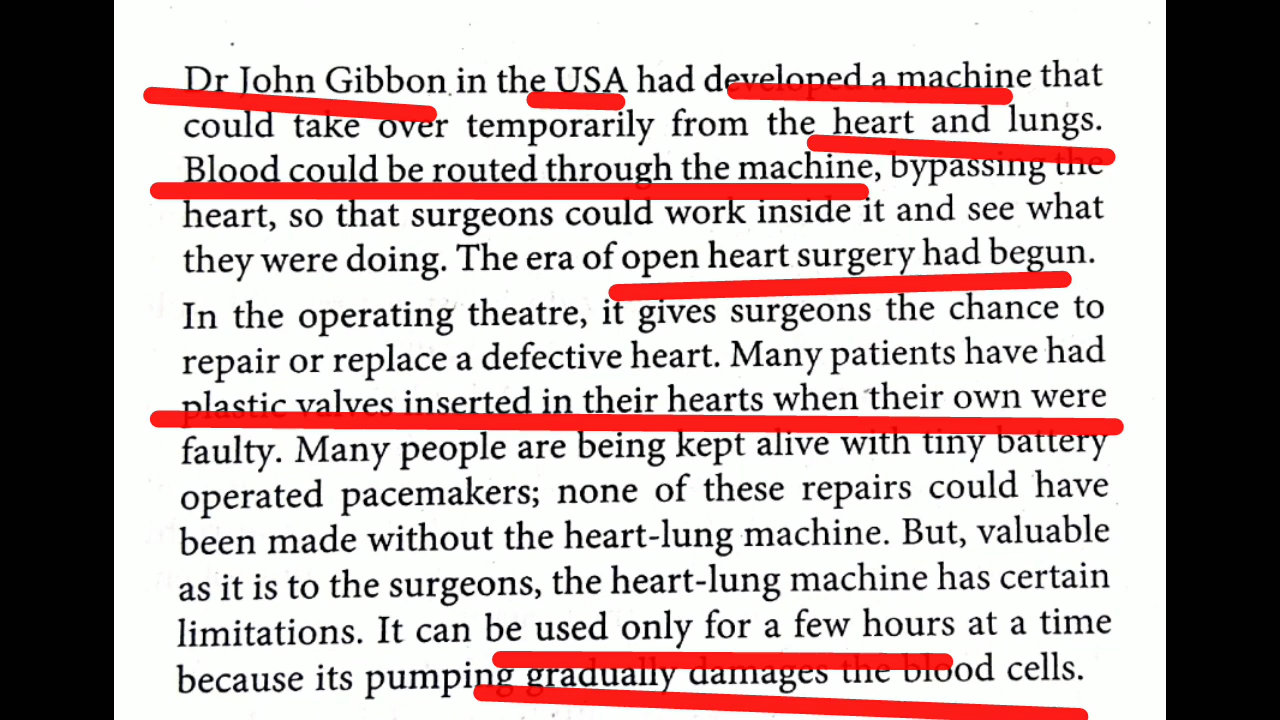 Dr John Gibbon in the USA had developed a machine that
could take over temporarily from the heart and lungs.
Blood could be routed through the machine, bypassing the
heart, so that surgeons could work inside it and see what
they were doing. The era of open heart surgery had begun.
In the operating theatre, it gives surgeons the chance to
repair or replace a defective heart. Many patients have had
plastic valves inserted in their hearts when their own were
faulty. Many people are being kept alive with tiny battery
operated pacemakers; none of these repairs could have
been made without the heart-lung machine. But, valuable
as it is to the surgeons, the heart-lung machine has certain
limitations. It can be used only for a few hours at a time
because its pumping gradually damages the blood cells.